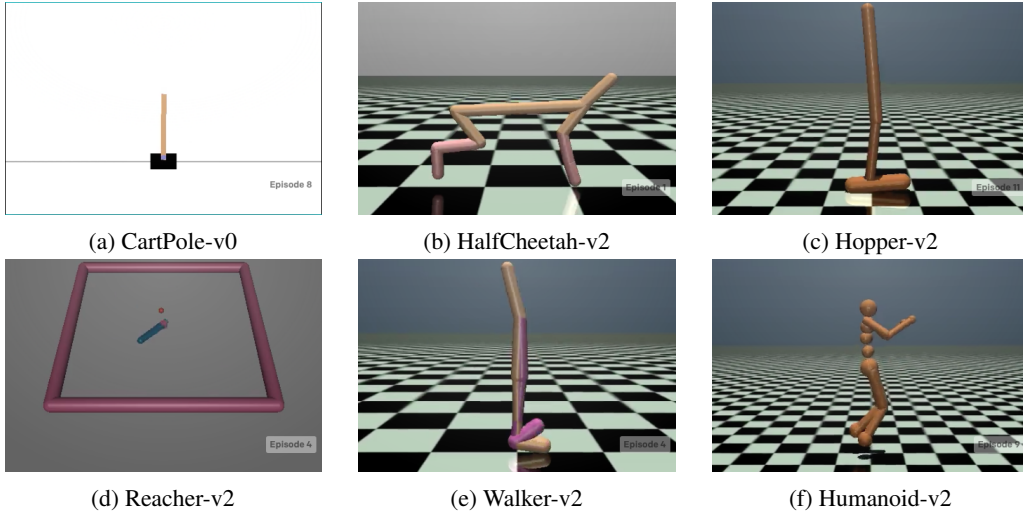 Episode 8
Episode 1
Episode 11
(a) CartPole-v0
(b) HalfCheetah-v2
(c) Hopper-v2
Episode 4
Episode 4
Episode 9
(d) Reacher-v2
(e) Walker-v2
(f) Humanoid-v2